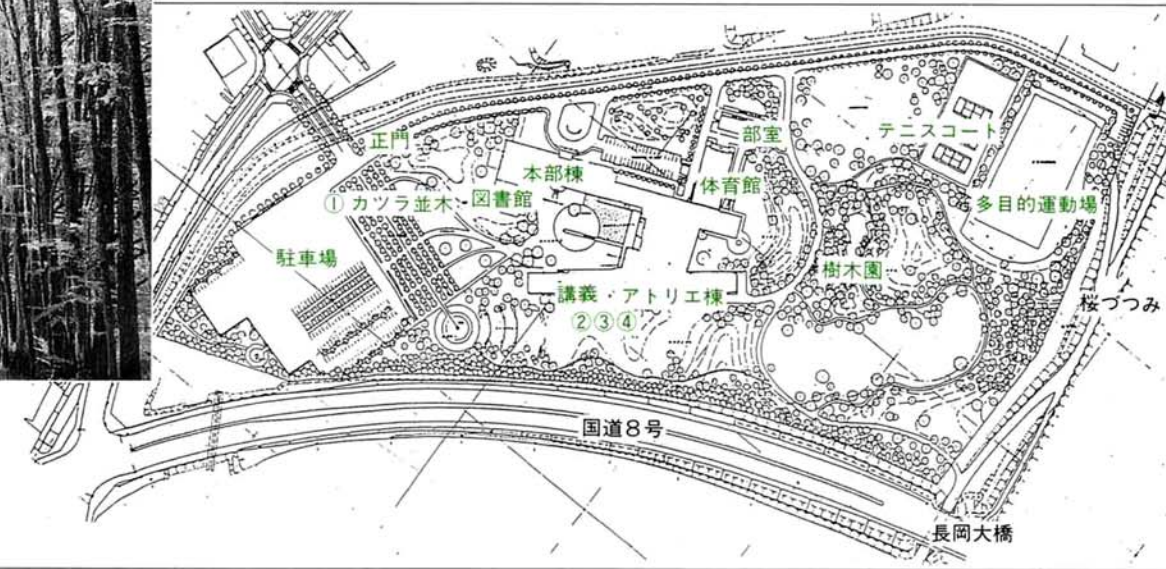 正門
① カツラ並木
図書館
本部棟
部室
体育館
テニスコート
多目的運動場
駐車場
樹木園
講義・アトリエ棟
②③④
桜づつみ
国道8号
長岡大橋